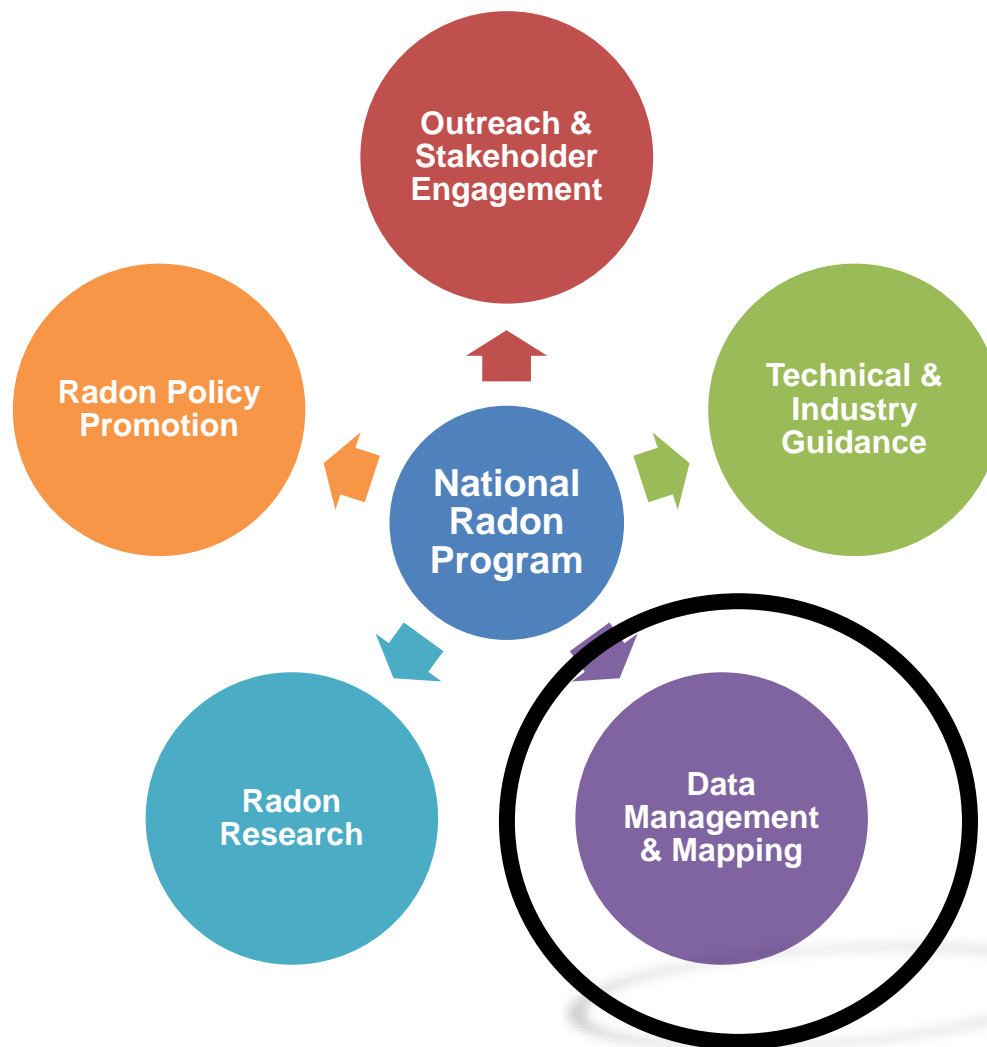 Outreach &
Stakeholder
Engagement
Radon Policy
Promotion
Technical &
Industry
Guidance
National
Radon
Program
Radon
Research
Data
Management
& Mapping